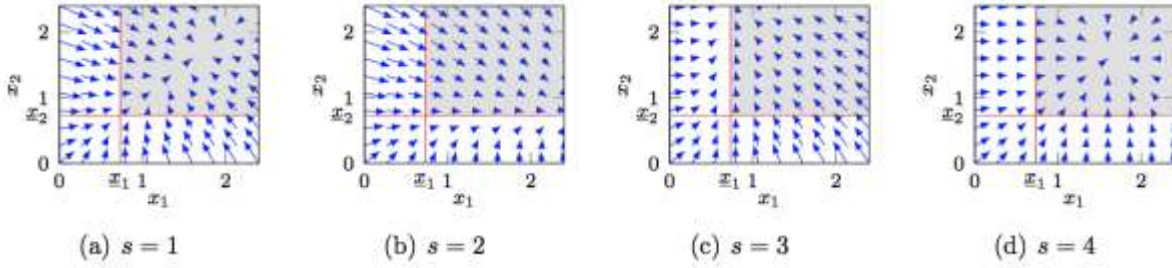 2
x₂
1
x̲₂
0
0
x̲₁ 1
2
x₁
(a) s = 1
2
x₂
1
x̲₂
0
0
x̲₁ 1
2
x₁
(b) s = 2
2
x₂
1
x̲₂
0
0
x̲₁ 1
2
x₁
(c) s = 3
2
x₂
1
x̲₂
0
0
x̲₁ 1
2
x₁
(d) s = 4